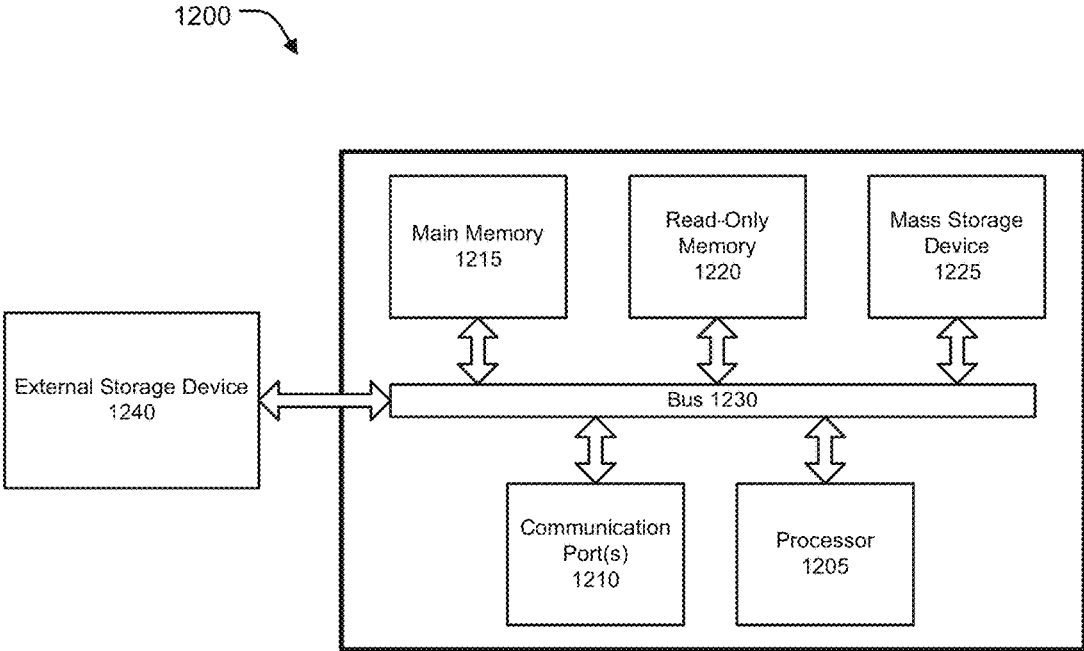 1200
Main Memory
1215
Read-Only
Memory
1220
Mass Storage
Device
1225
External Storage Device
1240
Bus 1230
Communication
Port(s)
1210
Processor
1205